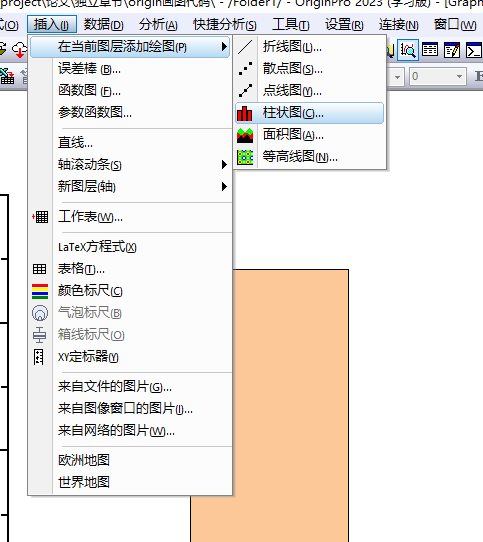 project\论文\独立章节\origin画图代码\ - /Folder1/ - OriginPro 2023 (学习版) - [Graph
(O) 插入(I) 数据(D) 分析(A) 快捷分析(S) 工具(T) 设置(R) 连接(N) 窗口(W)
0
在当前图层添加绘图(P)
误差棒 (B)...
函数图 (F)...
参数函数图...
直线...
轴滚动条(S)
新图层(轴)
工作表(W)...
LaTeX方程式(X)
表格(T)...
颜色标尺(C)
气泡标尺(B)
箱线标尺(O)
XY定标器(Y)
来自文件的图片(G)...
来自图像窗口的图片(I)...
来自网络的图片(W)...
欧洲地图
世界地图
折线图(L)...
散点图(S)...
点线图(Y)...
柱状图(C)...
面积图(A)...
等高线图(N)...